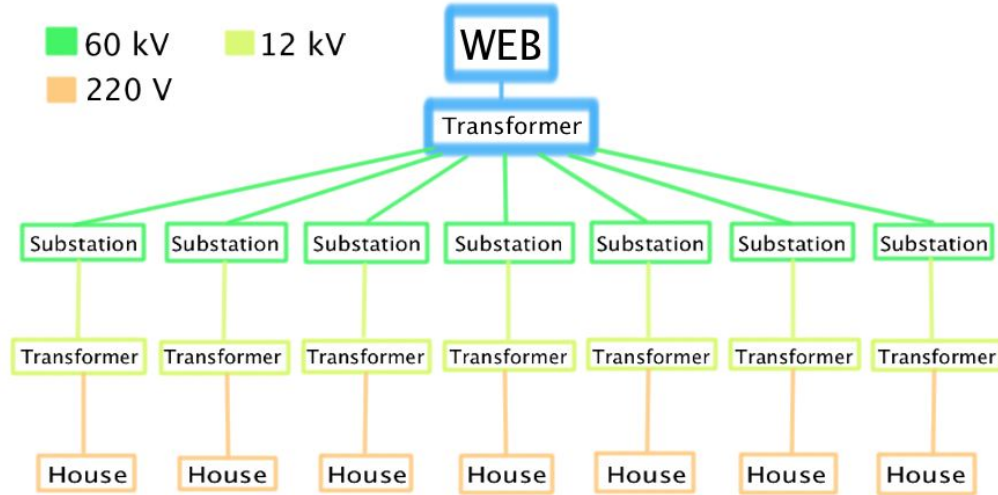 60 kV
12 kV
220 V
WEB
Transformer
Substation Substation Substation Substation Substation Substation Substation
Transformer Transformer Transformer Transformer Transformer Transformer Transformer
House House House House House House House